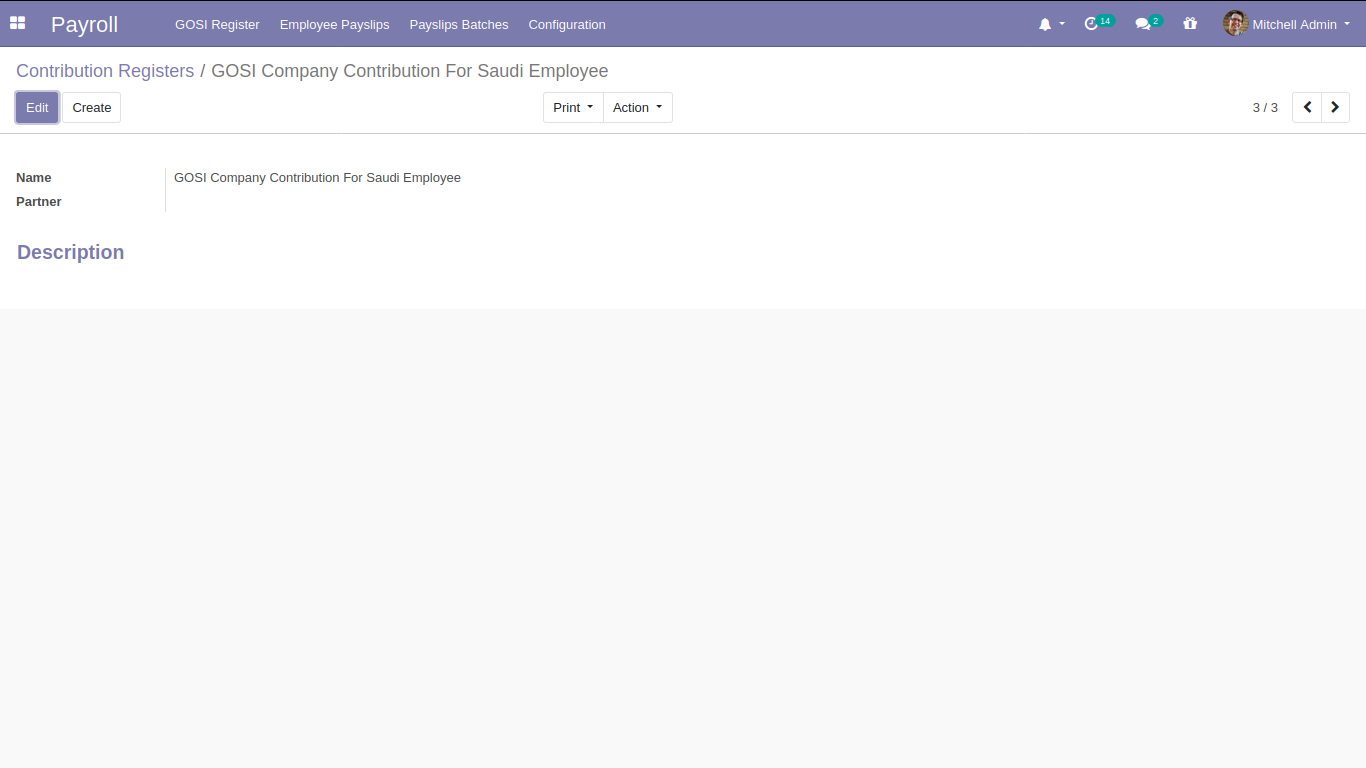 Payroll GOSI Register Employee Payslips Payslips Batches Configuration 14 2 Mitchell Admin
Contribution Registers / GOSI Company Contribution For Saudi Employee
Edit Create Print Action 3 / 3
Name GOSI Company Contribution For Saudi Employee
Partner
Description